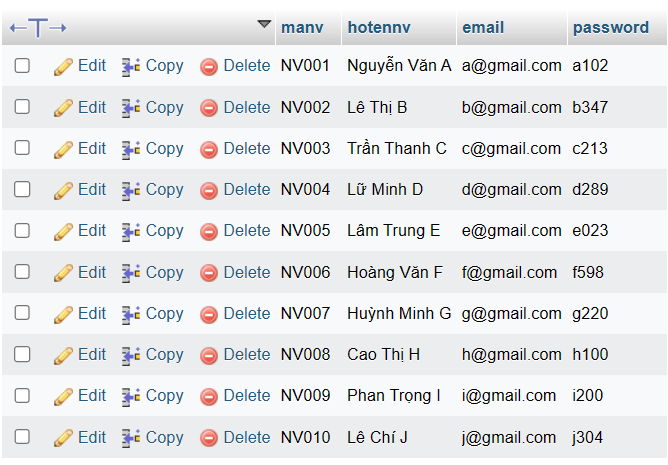 manv hotennv email password
Edit Copy Delete NV001 Nguyễn Văn A a@gmail.com a102
Edit Copy Delete NV002 Lê Thị B b@gmail.com b347
Edit Copy Delete NV003 Trần Thanh C c@gmail.com c213
Edit Copy Delete NV004 Lữ Minh D d@gmail.com d289
Edit Copy Delete NV005 Lâm Trung E e@gmail.com e023
Edit Copy Delete NV006 Hoàng Văn F f@gmail.com f598
Edit Copy Delete NV007 Huỳnh Minh G g@gmail.com g220
Edit Copy Delete NV008 Cao Thị H h@gmail.com h100
Edit Copy Delete NV009 Phan Trọng I i@gmail.com i200
Edit Copy Delete NV010 Lê Chí J j@gmail.com j304